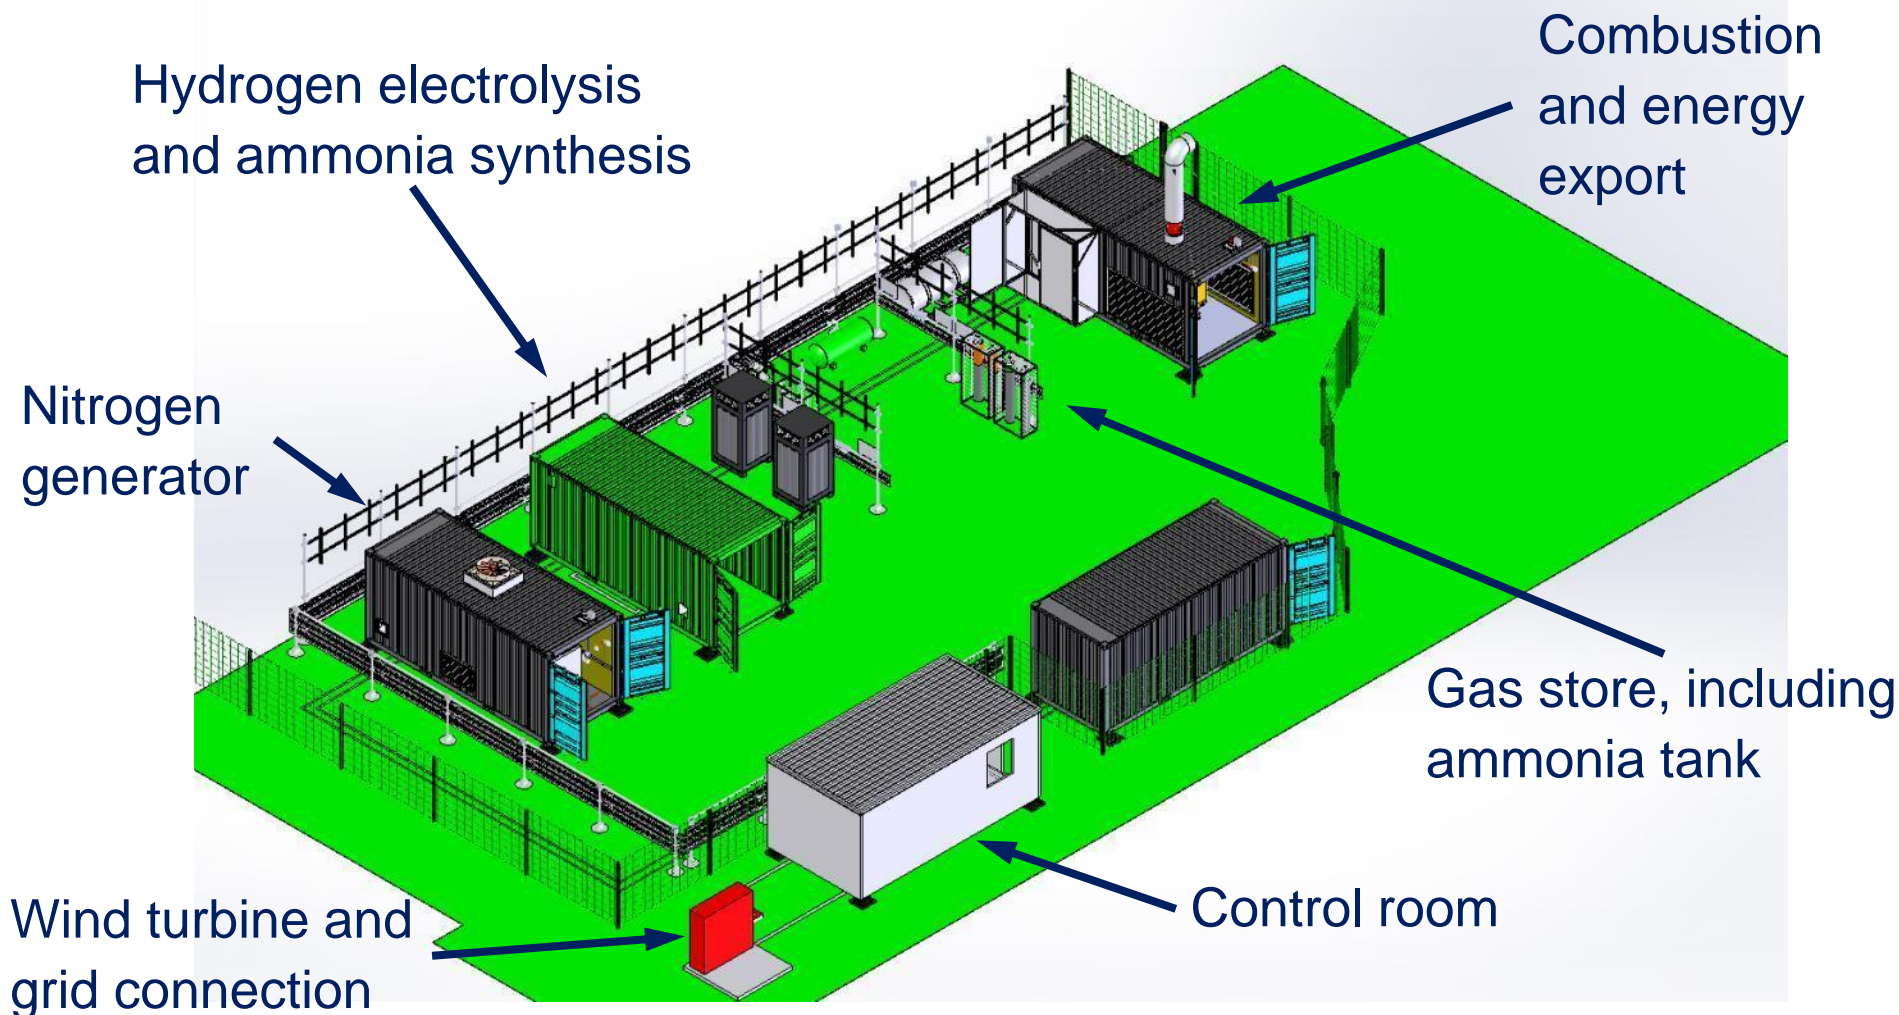 Combustion
and energy
export
Hydrogen electrolysis
and ammonia synthesis
Nitrogen
generator
Gas store, including
ammonia tank
Control room
Wind turbine and
grid connection